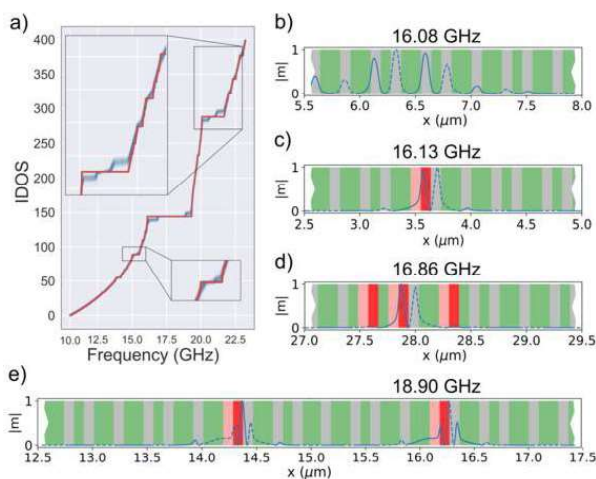 a)
400
350
300
250
200
150
100
50
0
IDOS
10.0 12.5 15.0 17.5 20.0 22.5
Frequency (GHz)
b)
16.08 GHz
1
|m|
0
5.5 6.0 6.5 7.0 7.5 8.0
x (μm)
c)
16.13 GHz
1
|m|
0
2.5 3.0 3.5 4.0 4.5 5.0
x (μm)
d)
16.86 GHz
1
|m|
0
27.0 27.5 28.0 28.5 29.0 29.5
x (μm)
e)
18.90 GHz
1
|m|
0
12.5 13.0 13.5 14.0 14.5 15.0 15.5 16.0 16.5 17.0 17.5
x (μm)